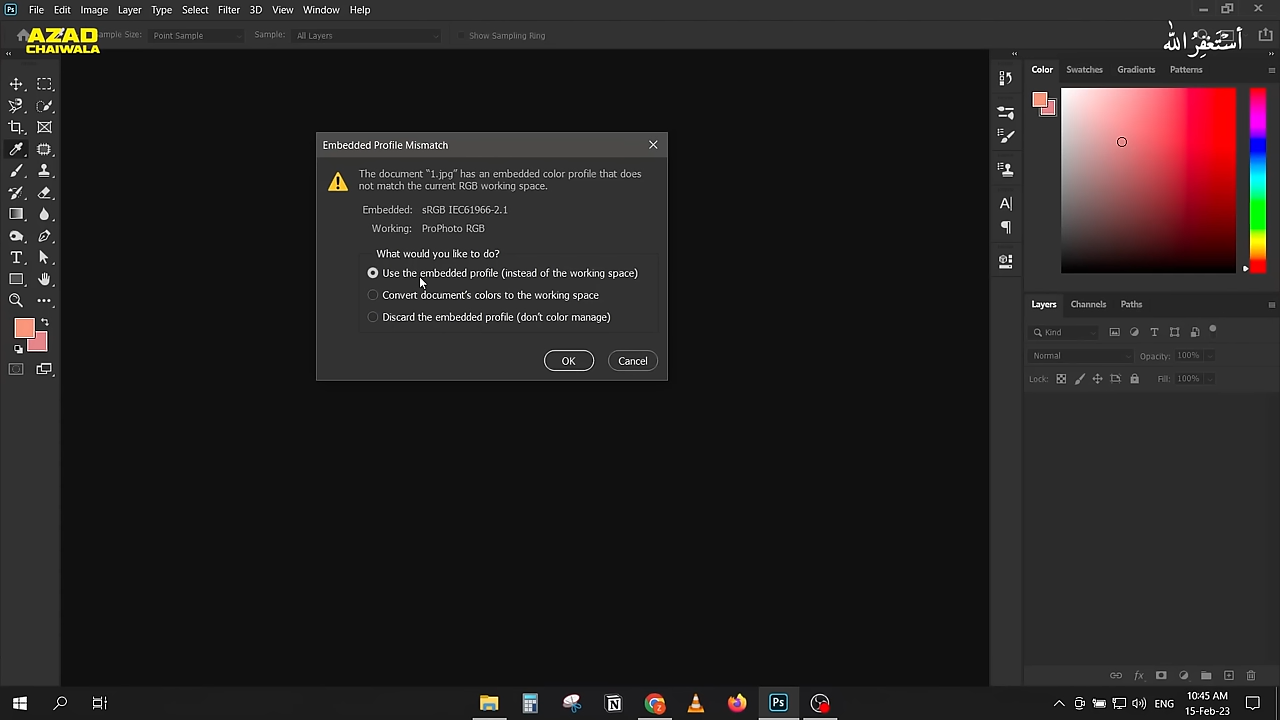 Ps File Edit Image Layer Type Select Filter 3D View Window Help
AZAD
CHAIWALA
Sample Size: Point Sample Sample: All Layers Show Sampling Ring
أستغفر الله
Color Swatches Gradients Patterns
Embedded Profile Mismatch
The document “1.jpg” has an embedded color profile that does
not match the current RGB working space.
Embedded: sRGB IEC61966-2.1
Working: ProPhoto RGB
What would you like to do?
Use the embedded profile (instead of the working space)
Convert document's colors to the working space
Discard the embedded profile (don't color manage)
OK Cancel
Layers Channels Paths
Kind
Normal Opacity: 100%
Lock: Fill: 100%
fx
Ps ENG 10:45 AM
15-Feb-23